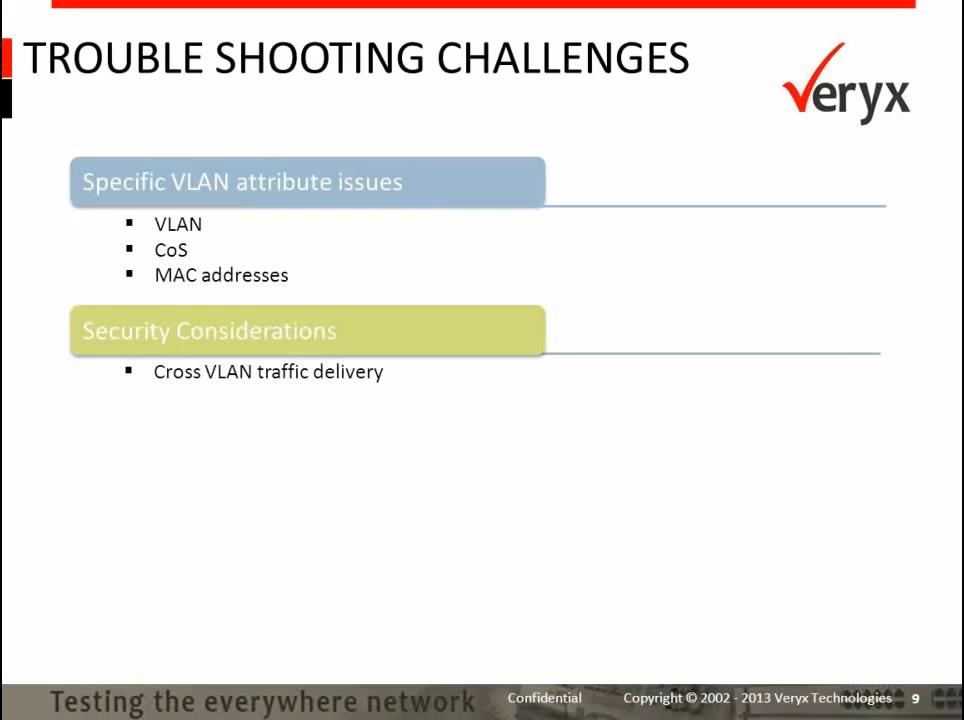 TROUBLE SHOOTING CHALLENGES
Veryx
Specific VLAN attribute issues
▪ VLAN
▪ CoS
▪ MAC addresses
Security Considerations
▪ Cross VLAN traffic delivery
Testing the everywhere network Confidential Copyright © 2002 - 2013 Veryx Technologies 9